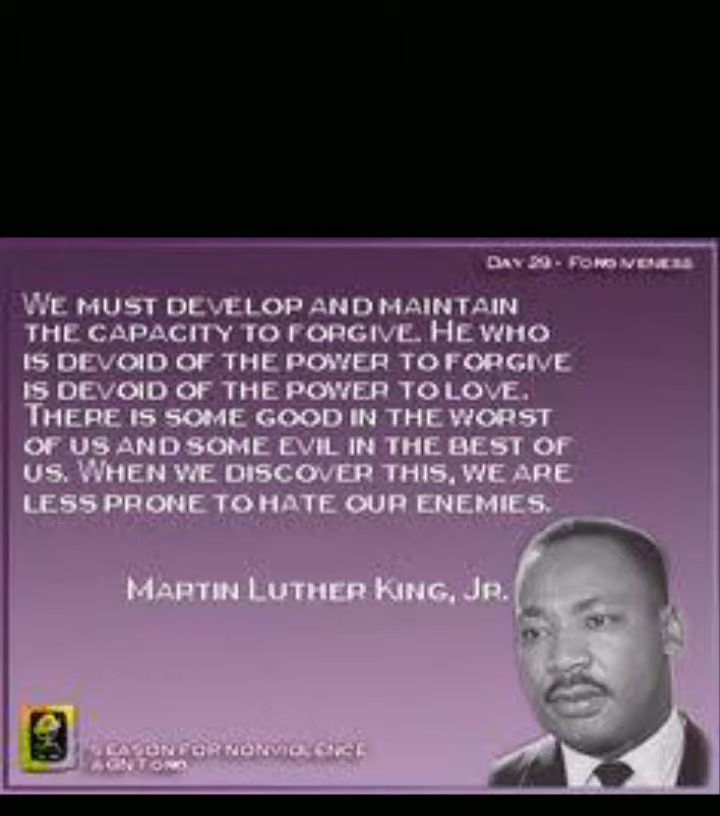 DAY 29 - FORGIVENESS
WE MUST DEVELOP AND MAINTAIN
THE CAPACITY TO FORGIVE. HE WHO
IS DEVOID OF THE POWER TO FORGIVE
IS DEVOID OF THE POWER TO LOVE.
THERE IS SOME GOOD IN THE WORST
OF US AND SOME EVIL IN THE BEST OF
US. WHEN WE DISCOVER THIS, WE ARE
LESS PRONE TO HATE OUR ENEMIES.
MARTIN LUTHER KING, JR.
SEASON FOR NONVIOLENCE
AGNT.ORG